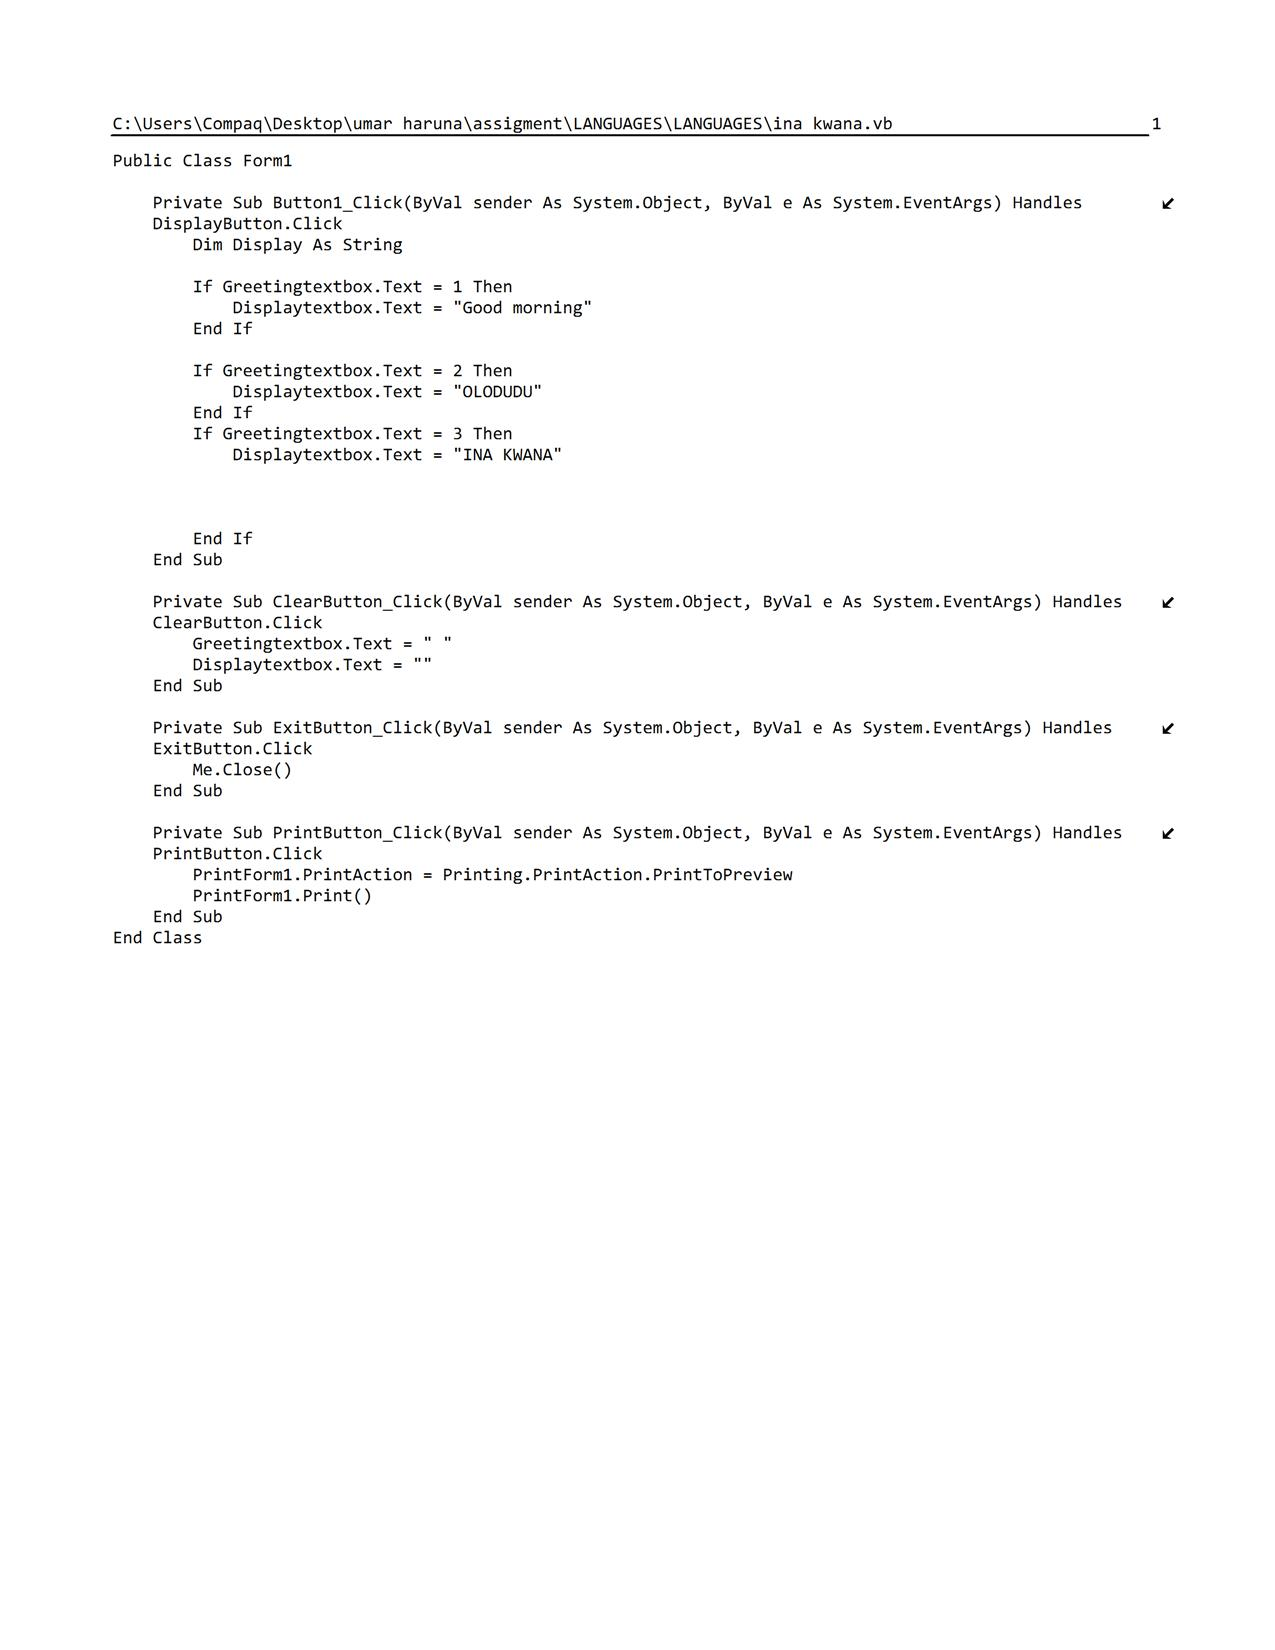 C:\Users\Compaq\Desktop\umar haruna\assigment\LANGUAGES\LANGUAGES\ina kwana.vb 1
Public Class Form1

    Private Sub Button1_Click(ByVal sender As System.Object, ByVal e As System.EventArgs) Handles ↙
    DisplayButton.Click
        Dim Display As String

        If Greetingtextbox.Text = 1 Then
            Displaytextbox.Text = "Good morning"
        End If

        If Greetingtextbox.Text = 2 Then
            Displaytextbox.Text = "OLODUDU"
        End If
        If Greetingtextbox.Text = 3 Then
            Displaytextbox.Text = "INA KWANA"



        End If
    End Sub

    Private Sub ClearButton_Click(ByVal sender As System.Object, ByVal e As System.EventArgs) Handles ↙
    ClearButton.Click
        Greetingtextbox.Text = " "
        Displaytextbox.Text = ""
    End Sub

    Private Sub ExitButton_Click(ByVal sender As System.Object, ByVal e As System.EventArgs) Handles ↙
    ExitButton.Click
        Me.Close()
    End Sub

    Private Sub PrintButton_Click(ByVal sender As System.Object, ByVal e As System.EventArgs) Handles ↙
    PrintButton.Click
        PrintForm1.PrintAction = Printing.PrintAction.PrintToPreview
        PrintForm1.Print()
    End Sub
End Class